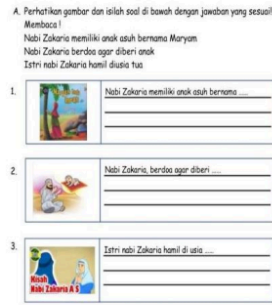 A. Perhatikan gambar dan isilah soal di bawah dengan jawaban yang sesuai!
Membaca !
Nabi Zakaria memiliki anak asuh bernama Maryam
Nabi Zakaria berdoa agar diberi anak
Istri nabi Zakaria hamil diusia tua
1.
Nabi Zakaria memiliki anak asuh bernama ......
2.
Nabi Zakaria, berdoa agar diberi ......
3.
Istri nabi Zakaria hamil di usia ......
Kisah
Nabi Zakaria A S